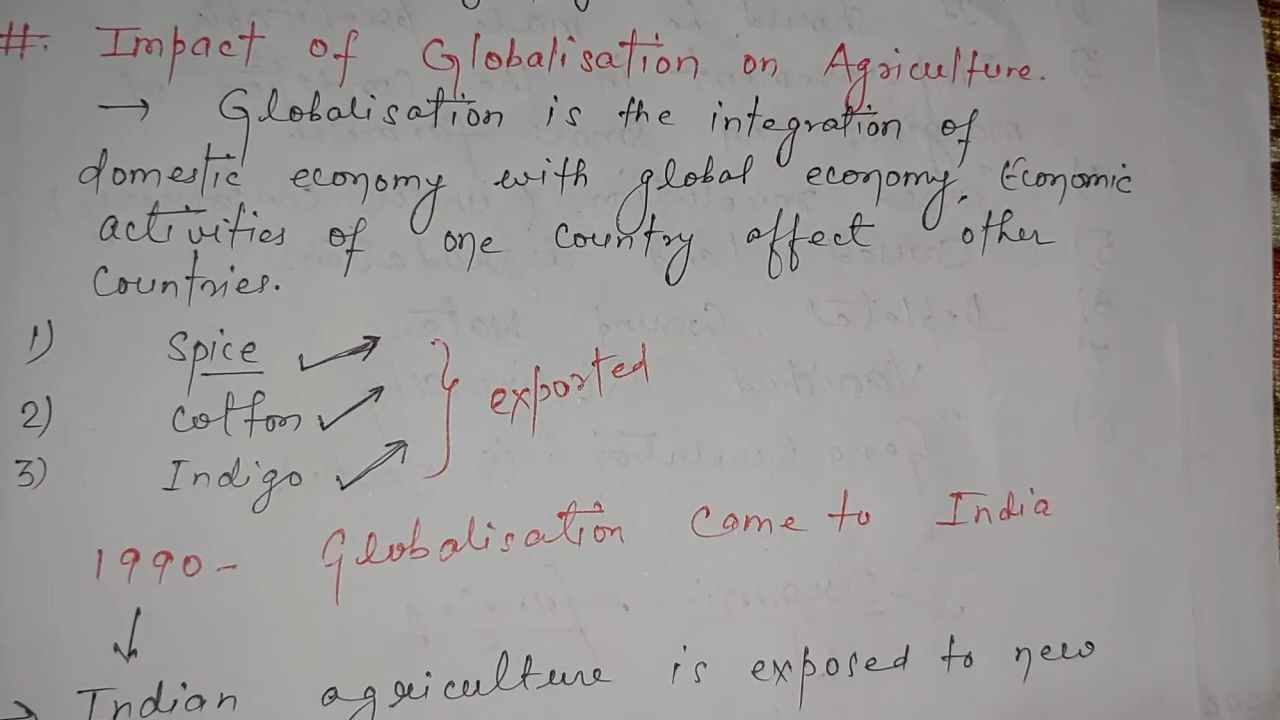 #. Impact of Globalisation on Agriculture.
→ Globalisation is the integration of
domestic economy with global economy. Economic
activities of one country affect other
countries.
1) Spice
2) Cotton
3) Indigo
exported
1990 - Globalisation came to India
→ Indian agriculture is exposed to new